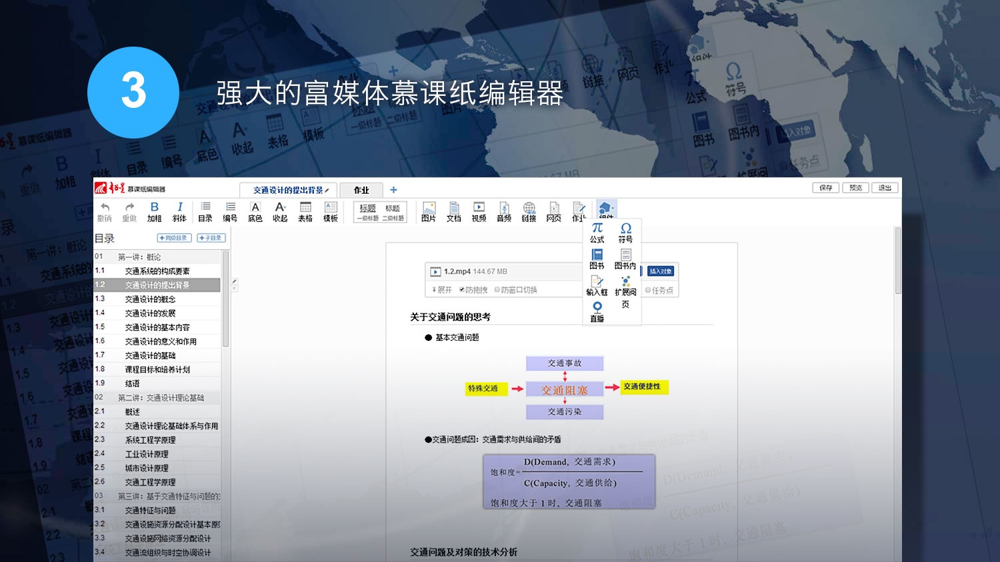 3
强大的富媒体慕课纸编辑器
慕课纸编辑器
交通设计的提出背景
作业
+
保存 预览 退出
撤销 重做 加粗 斜体 目录 编号 底色 收起 表格 模板
标题 标题
一级标题 二级标题
图片 文档 视频 音频 链接 网页 作业 组件
公式 符号
图书 图书内
输入框 扩展阅
页
直播
目录 +同级目录 +子目录
01 第一讲：概论
1.1 交通系统的构成要素
1.2 交通设计的提出背景
1.3 交通设计的概念
1.4 交通设计的发展
1.5 交通设计的基本内容
1.6 交通设计的意义和作用
1.7 交通设计的基础
1.8 课程目标和培养计划
1.9 结语
02 第二讲：交通设计理论基础
2.1 概述
2.2 交通设计理论基础体系与作用
2.3 系统工程学原理
2.4 工业设计原理
2.5 城市设计原理
2.6 交通工程学原理
03 第三讲：基于交通特征与问题的
3.1 交通特征与问题
3.2 交通设施资源分配设计基本原
3.3 交通设施网络资源分配设计
3.4 交通流组织与时空协调设计
1.2.mp4 144.67 MB
插入对象
展开 防拖拽 防窗口切换
任务点
关于交通问题的思考
● 基本交通问题
交通事故
特殊交通 交通阻塞 交通便捷性
交通污染
●交通问题成因：交通需求与供给间的矛盾
D(Demand，交通需求)
饱和度=
C(Capacity，交通供给)
饱和度大于 1 时，交通阻塞
交通问题及对策的技术分析